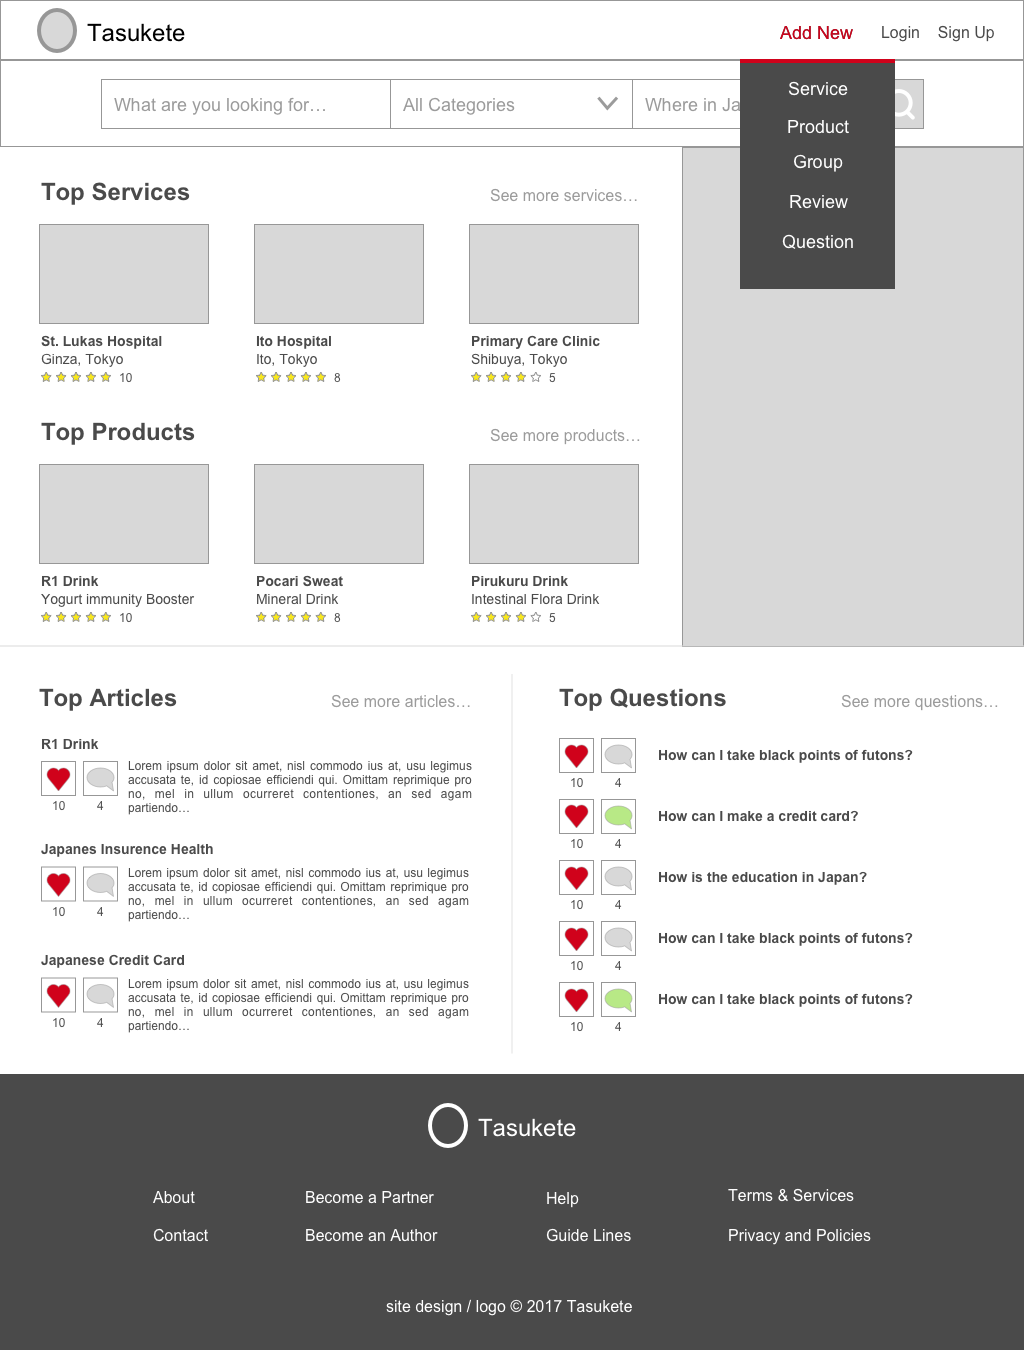 Tasukete
Add New
Login
Sign Up
What are you looking for…
All Categories
Where in Ja
Service
Product
Group
Review
Question
Top Services
See more services…
St. Lukas Hospital
Ginza, Tokyo
10
Ito Hospital
Ito, Tokyo
8
Primary Care Clinic
Shibuya, Tokyo
5
Top Products
See more products…
R1 Drink
Yogurt immunity Booster
10
Pocari Sweat
Mineral Drink
8
Pirukuru Drink
Intestinal Flora Drink
5
Top Articles
See more articles…
R1 Drink
10
4
Lorem ipsum dolor sit amet, nisl commodo ius at, usu legimus
accusata te, id copiosae efficiendi qui. Omittam reprimique pro
no, mel in ullum ocurreret contentiones, an sed agam
partiendo…
Japanes Insurence Health
10
4
Lorem ipsum dolor sit amet, nisl commodo ius at, usu legimus
accusata te, id copiosae efficiendi qui. Omittam reprimique pro
no, mel in ullum ocurreret contentiones, an sed agam
partiendo…
Japanese Credit Card
10
4
Lorem ipsum dolor sit amet, nisl commodo ius at, usu legimus
accusata te, id copiosae efficiendi qui. Omittam reprimique pro
no, mel in ullum ocurreret contentiones, an sed agam
partiendo…
Top Questions
See more questions…
How can I take black points of futons?
10
4
How can I make a credit card?
10
4
How is the education in Japan?
10
4
How can I take black points of futons?
10
4
How can I take black points of futons?
10
4
Tasukete
About
Become a Partner
Help
Terms & Services
Contact
Become an Author
Guide Lines
Privacy and Policies
site design / logo © 2017 Tasukete